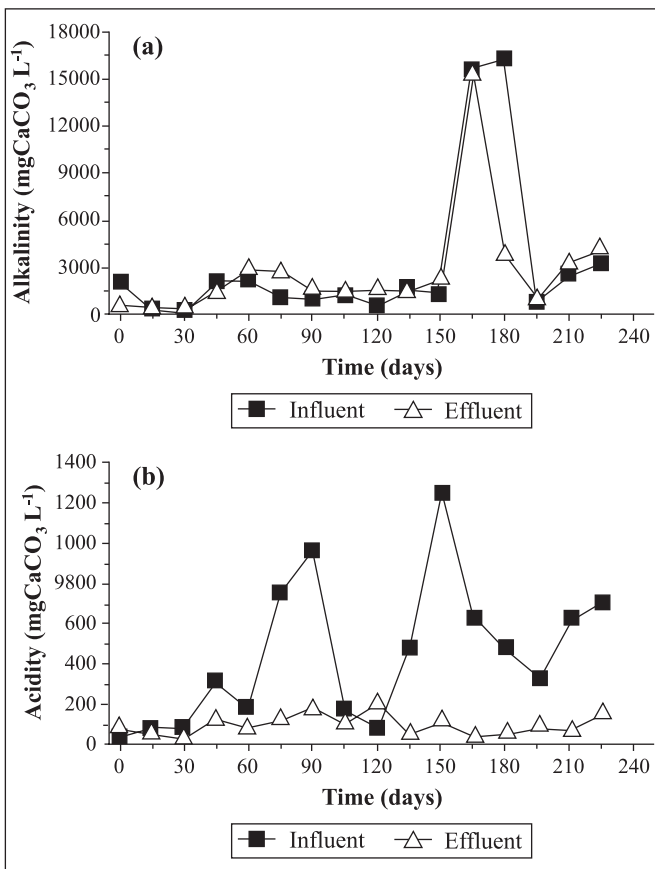 (a)
Alkalinity (mgCaCO₃ L⁻¹)
18000
15000
12000
9000
6000
3000
0
0 30 60 90 120 150 180 210 240
Time (days)
Influent Effluent
(b)
Acidity (mgCaCO₃ L⁻¹)
1400
1200
1000
9800
600
400
200
0
0 30 60 90 120 150 180 210 240
Time (days)
Influent Effluent